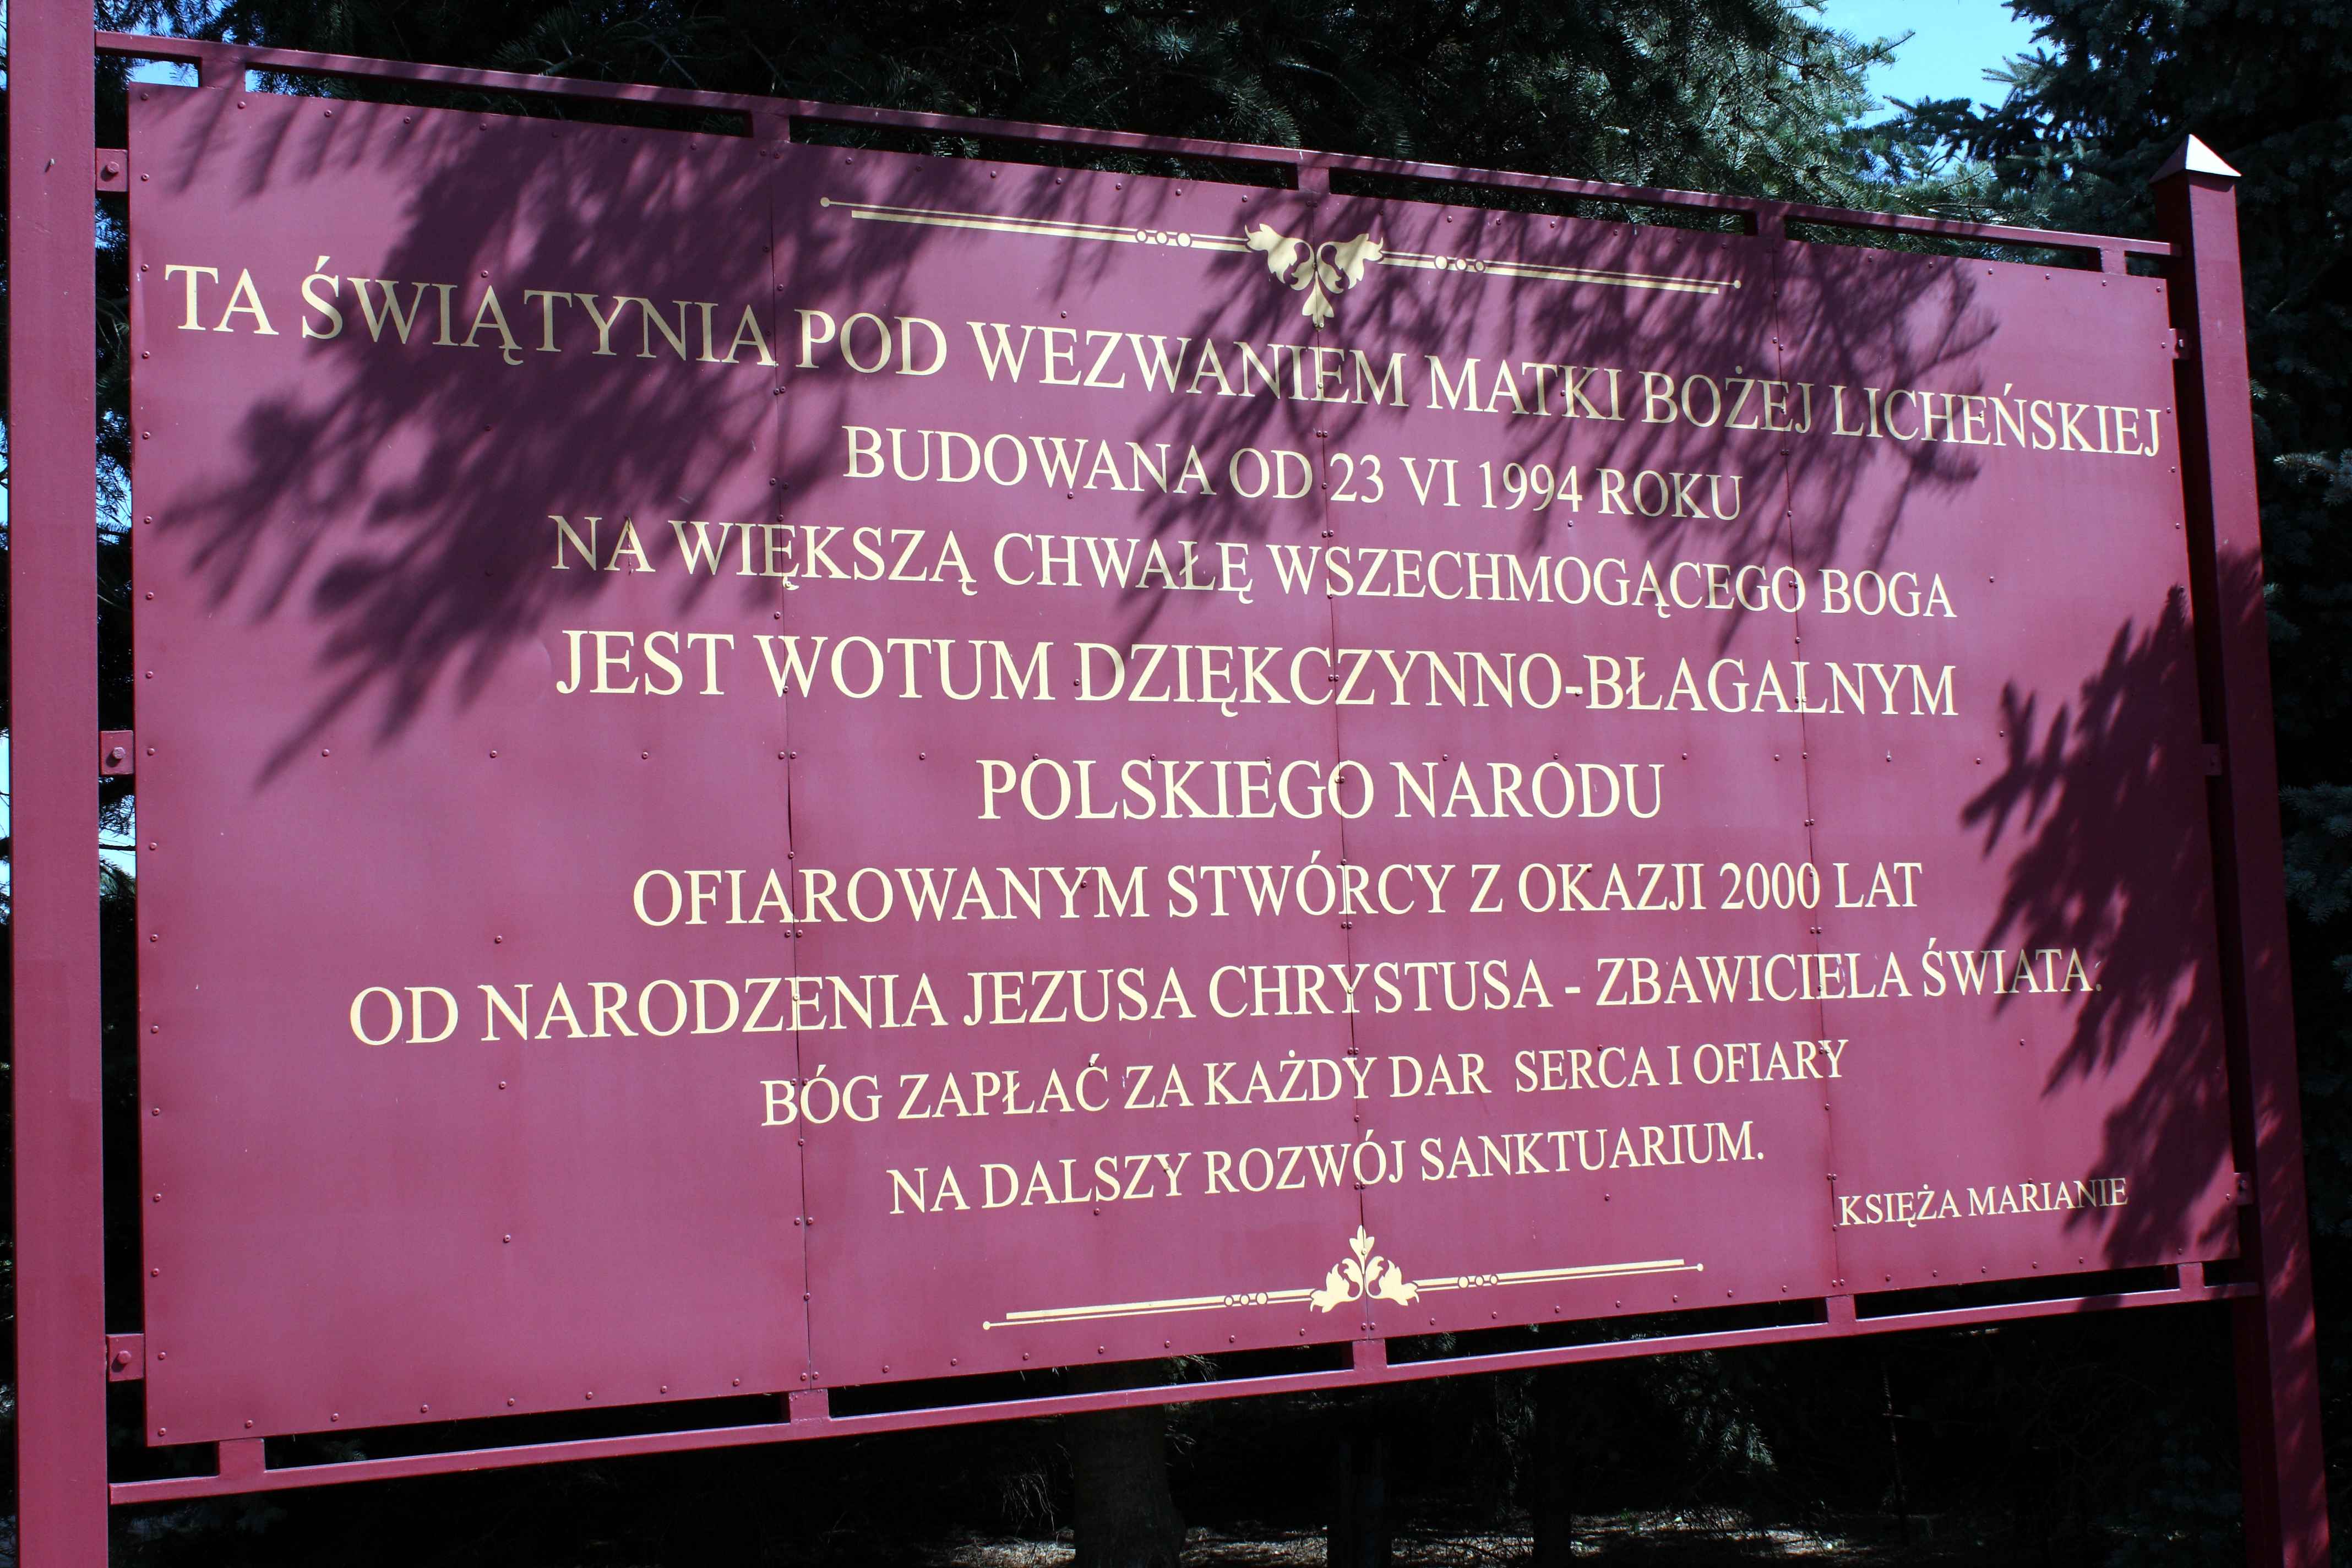 TA ŚWIĄTYNIA POD WEZWANIEM MATKI BOŻEJ LICHEŃSKIEJ
BUDOWANA OD 23 VI 1994 ROKU
NA WIĘKSZĄ CHWAŁĘ WSZECHMOGĄCEGO BOGA
JEST WOTUM DZIĘKCZYNNO-BŁAGALNYM
POLSKIEGO NARODU
OFIAROWANYM STWÓRCY Z OKAZJI 2000 LAT
OD NARODZENIA JEZUSA CHRYSTUSA - ZBAWICIELA ŚWIATA.
BÓG ZAPŁAĆ ZA KAŻDY DAR SERCA I OFIARY
NA DALSZY ROZWÓJ SANKTUARIUM.
KSIĘŻA MARIANIE